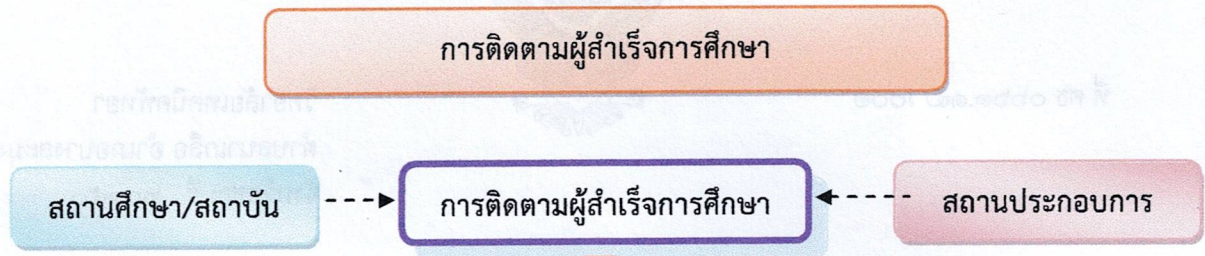 การติดตามผู้สำเร็จการศึกษา
สถานศึกษา/สถาบัน
การติดตามผู้สำเร็จการศึกษา
สถานประกอบการ